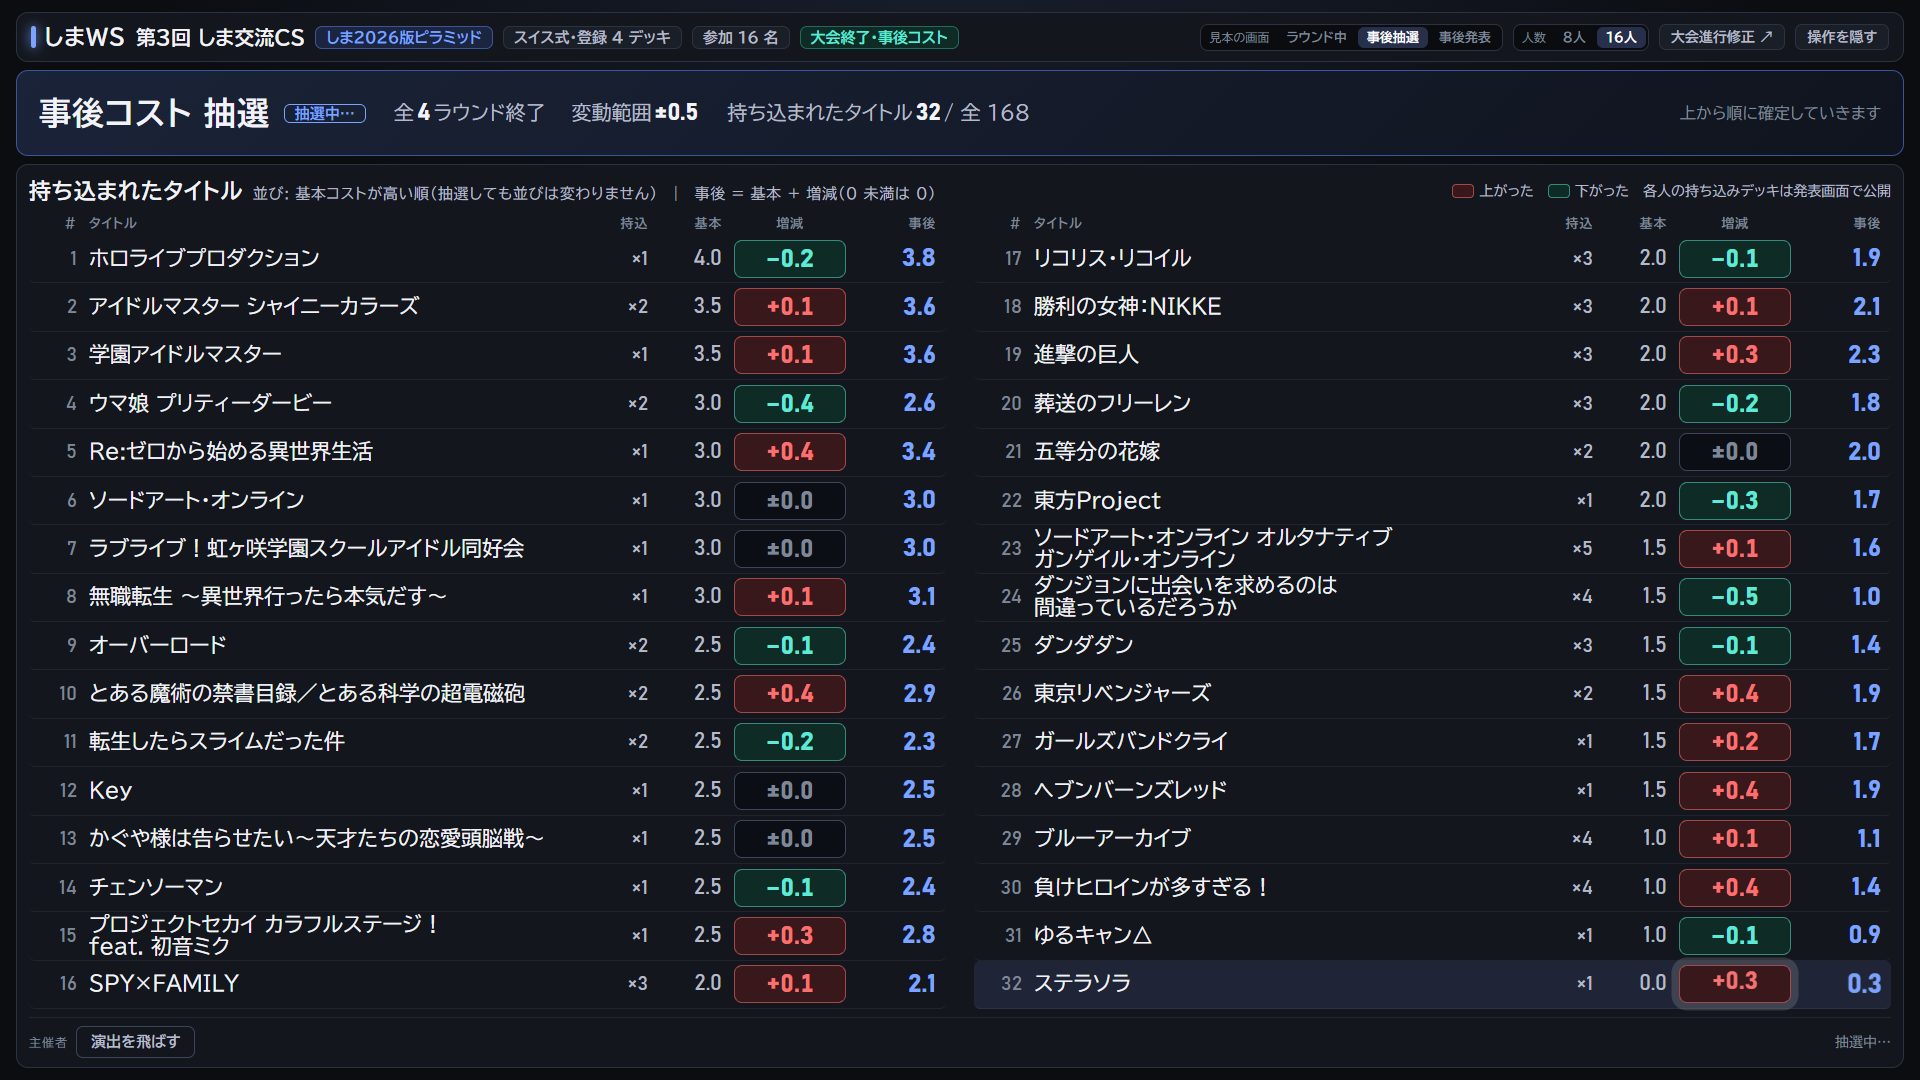 しまWS 第3回 しま交流CS しま2026版ピラミッド スイス式・登録 4 デッキ 参加 16 名 大会終了・事後コスト 見本の画面 ラウンド中 事後抽選 事後発表 人数 8人 16人 大会進行修正 ↗ 操作を隠す
事後コスト 抽選 抽選中… 全 4 ラウンド終了 変動範囲 ±0.5 持ち込まれたタイトル 32 / 全 168 上から順に確定していきます
持ち込まれたタイトル 並び: 基本コストが高い順(抽選しても並びは変わりません) | 事後 = 基本 + 増減(0 未満は 0) 上がった 下がった 各人の持ち込みデッキは発表画面で公開
# タイトル 持込 基本 増減 事後
1 ホロライブプロダクション ×1 4.0 −0.2 3.8
2 アイドルマスター シャイニーカラーズ ×2 3.5 +0.1 3.6
3 学園アイドルマスター ×1 3.5 +0.1 3.6
4 ウマ娘 プリティーダービー ×2 3.0 −0.4 2.6
5 Re:ゼロから始める異世界生活 ×1 3.0 +0.4 3.4
6 ソードアート・オンライン ×1 3.0 ±0.0 3.0
7 ラブライブ！虹ヶ咲学園スクールアイドル同好会 ×1 3.0 ±0.0 3.0
8 無職転生 〜異世界行ったら本気だす〜 ×1 3.0 +0.1 3.1
9 オーバーロード ×2 2.5 −0.1 2.4
10 とある魔術の禁書目録／とある科学の超電磁砲 ×2 2.5 +0.4 2.9
11 転生したらスライムだった件 ×2 2.5 −0.2 2.3
12 Key ×1 2.5 ±0.0 2.5
13 かぐや様は告らせたい〜天才たちの恋愛頭脳戦〜 ×1 2.5 ±0.0 2.5
14 チェンソーマン ×1 2.5 −0.1 2.4
15 プロジェクトセカイ カラフルステージ！
feat. 初音ミク ×1 2.5 +0.3 2.8
16 SPY×FAMILY ×3 2.0 +0.1 2.1
# タイトル 持込 基本 増減 事後
17 リコリス・リコイル ×3 2.0 −0.1 1.9
18 勝利の女神：NIKKE ×3 2.0 +0.1 2.1
19 進撃の巨人 ×3 2.0 +0.3 2.3
20 葬送のフリーレン ×3 2.0 −0.2 1.8
21 五等分の花嫁 ×2 2.0 ±0.0 2.0
22 東方Project ×1 2.0 −0.3 1.7
23 ソードアート・オンライン オルタナティブ
ガンゲイル・オンライン ×5 1.5 +0.1 1.6
24 ダンジョンに出会いを求めるのは
間違っているだろうか ×4 1.5 −0.5 1.0
25 ダンダダン ×3 1.5 −0.1 1.4
26 東京リベンジャーズ ×2 1.5 +0.4 1.9
27 ガールズバンドクライ ×1 1.5 +0.2 1.7
28 ヘブンバーンズレッド ×1 1.5 +0.4 1.9
29 ブルーアーカイブ ×4 1.0 +0.1 1.1
30 負けヒロインが多すぎる！ ×4 1.0 +0.4 1.4
31 ゆるキャン△ ×1 1.0 −0.1 0.9
32 ステラソラ ×1 0.0 +0.3 0.3
主催者 演出を飛ばす 抽選中…